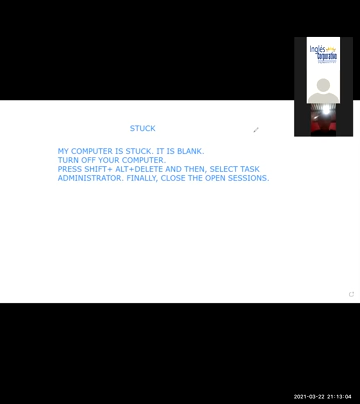 Inglés
Corporativo
STUCK
MY COMPUTER IS STUCK. IT IS BLANK.
TURN OFF YOUR COMPUTER.
PRESS SHIFT+ ALT+DELETE AND THEN, SELECT TASK
ADMINISTRATOR. FINALLY, CLOSE THE OPEN SESSIONS.
2021-03-22 21:13:04